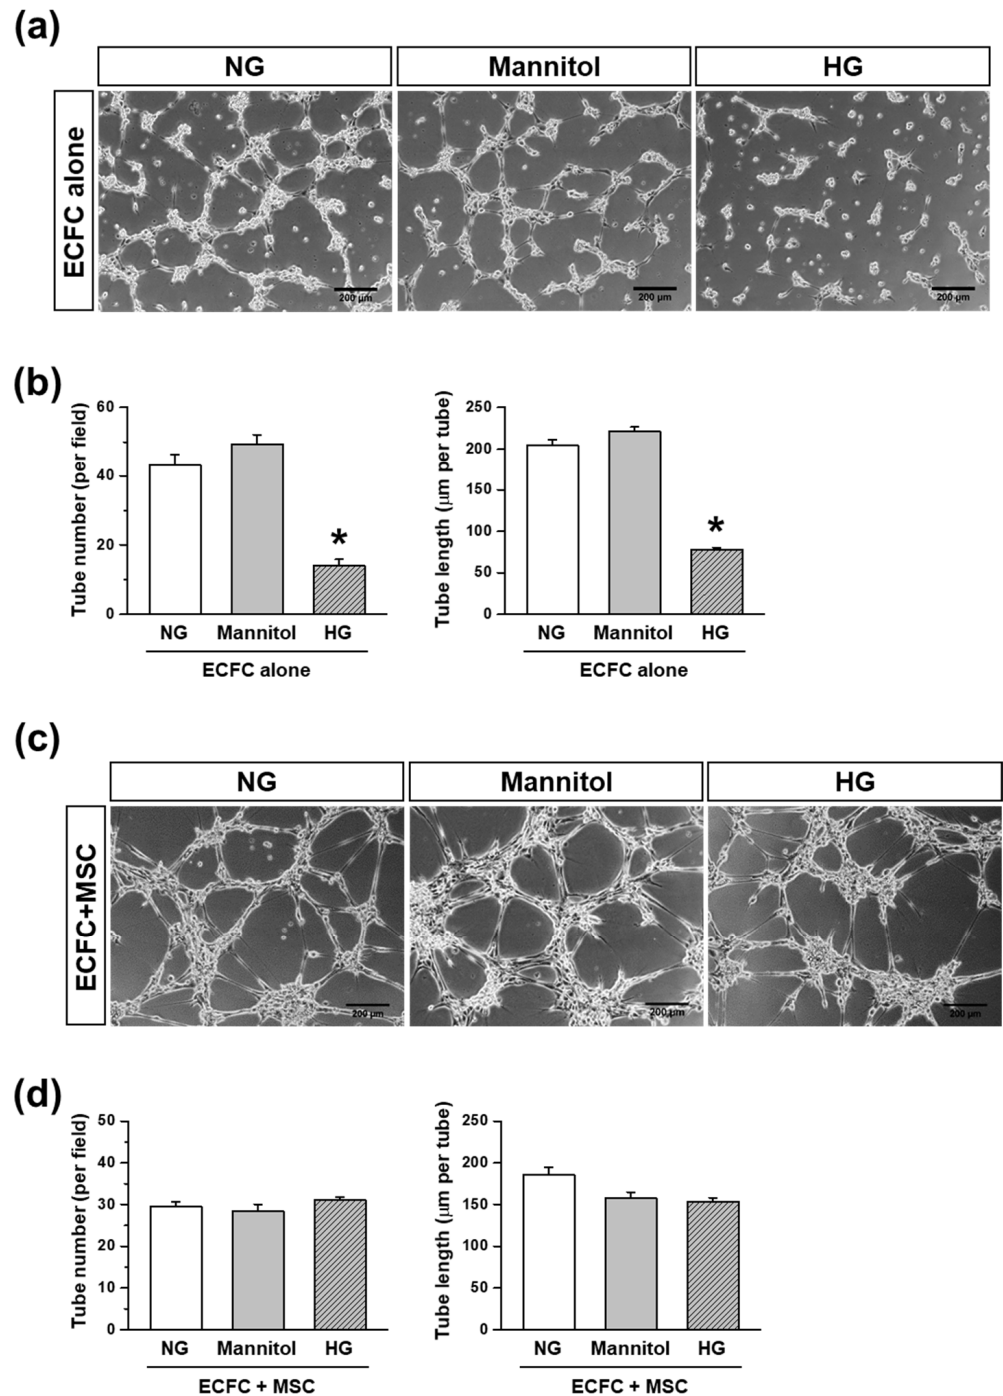 (a)
NG Mannitol HG
ECFC alone
200 µm 200 µm 200 µm
(b)
Tube number (per field)
60
40
20
0
*
NG Mannitol HG
ECFC alone
Tube length (µm per tube)
250
200
150
100
50
0
*
NG Mannitol HG
ECFC alone
(c)
NG Mannitol HG
ECFC+MSC
200 µm 200 µm 200 µm
(d)
Tube number (per field)
50
40
30
20
10
0
NG Mannitol HG
ECFC + MSC
Tube length (µm per tube)
250
200
150
100
50
0
NG Mannitol HG
ECFC + MSC